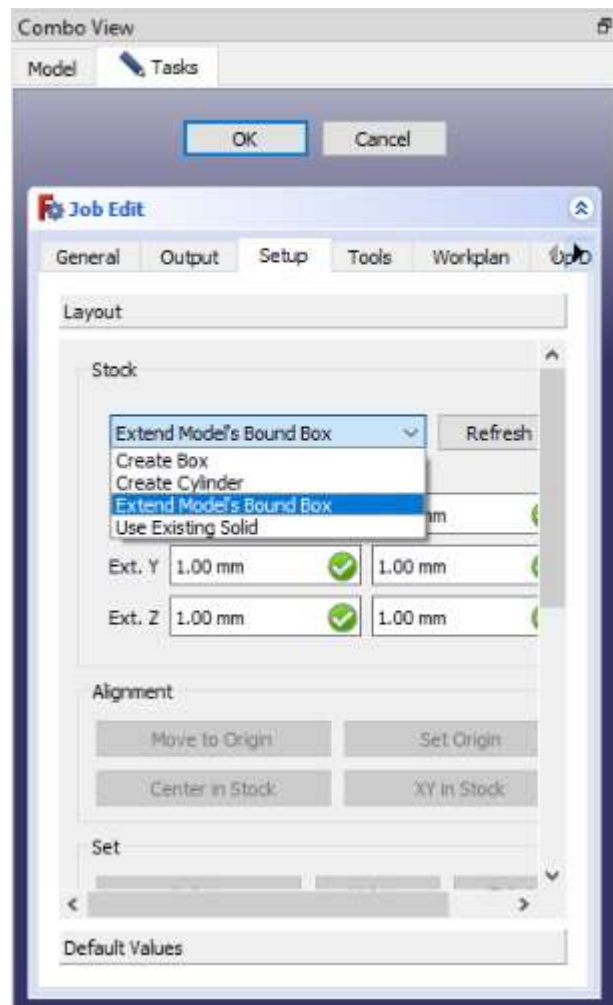 Combo View
Model Tasks
OK Cancel
Job Edit
General Output Setup Tools Workplan
Layout
Stock
Extend Model's Bound Box Refresh
Create Box
Create Cylinder
Extend Model's Bound Box
Use Existing Solid
mm
Ext. Y 1.00 mm 1.00 mm
Ext. Z 1.00 mm 1.00 mm
Alignment
Move to Origin Set Origin
Center in Stock XY in Stock
Set
Default Values